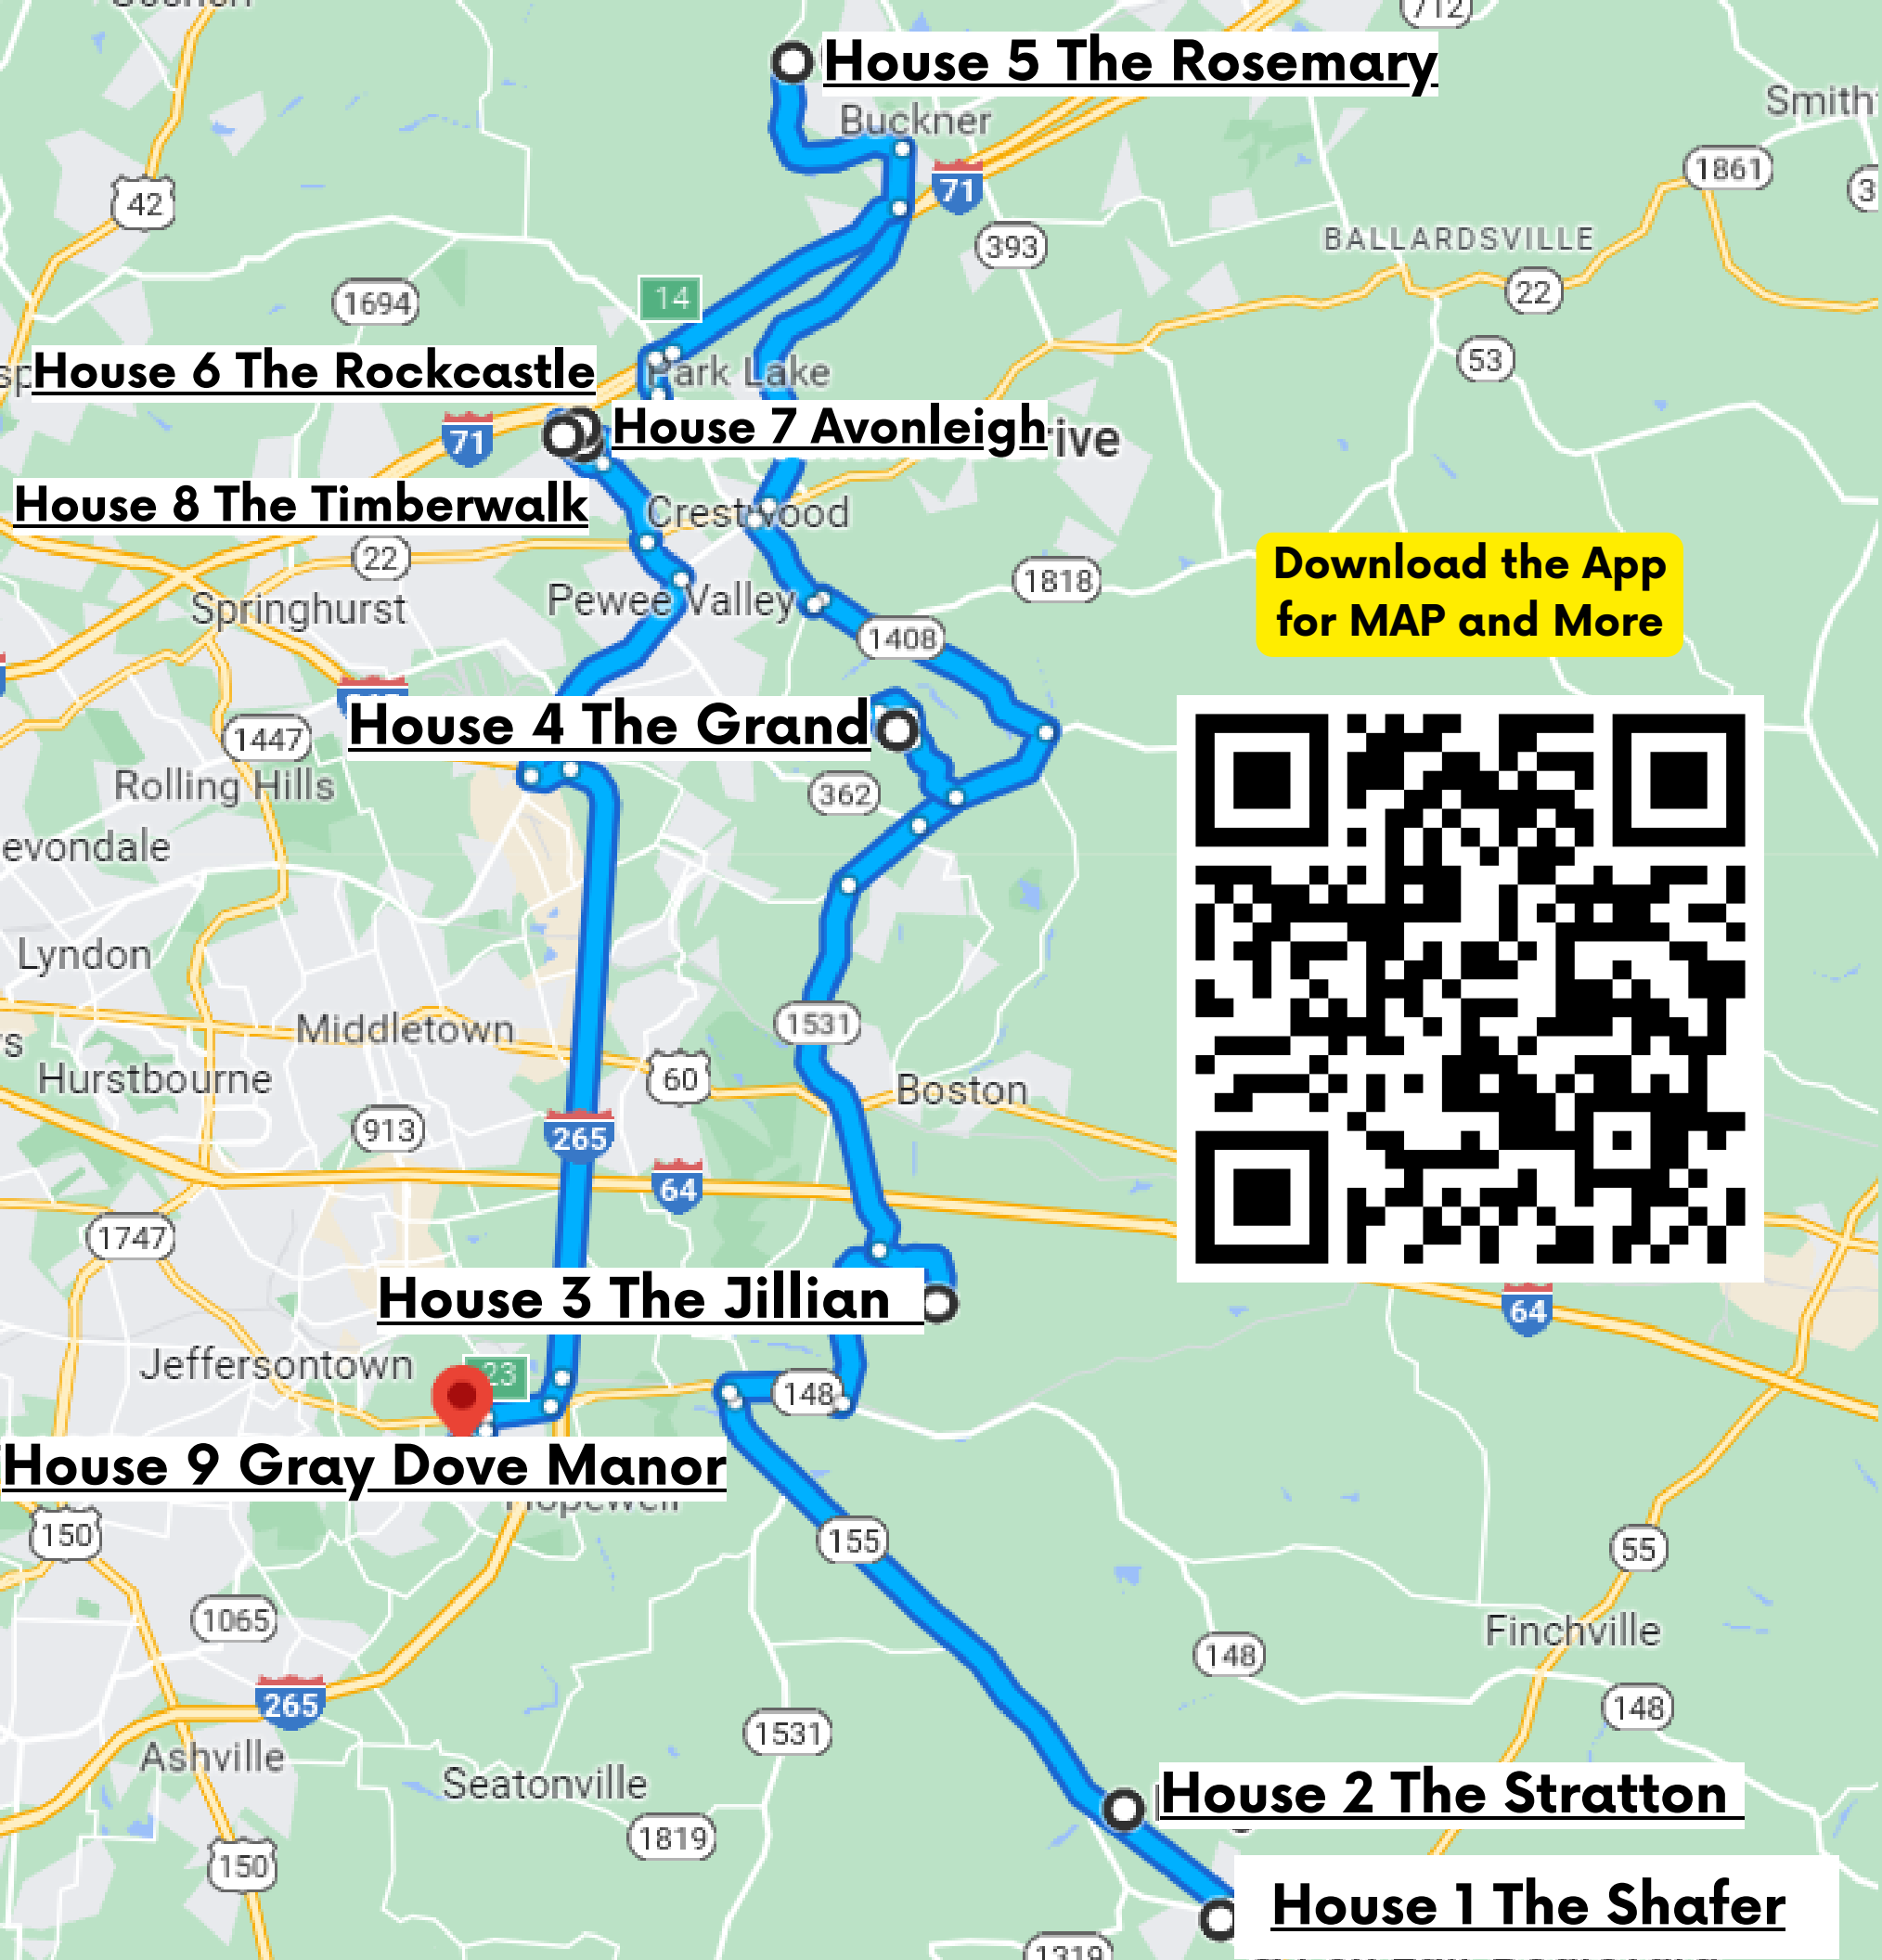 712
House 5 The Rosemary
Buckner
Smith
1861
42
71
393
BALLARDSVILLE
22
14
1694
53
House 6 The Rockcastle
Park Lake
House 7 Avonleigh
rive
71
House 8 The Timberwalk
Crestwood
22
Download the App
for MAP and More
1818
Springhurst
Pewee Valley
1408
House 4 The Grand
1447
Rolling Hills
362
evondale
Lyndon
1531
Middletown
Hurstbourne
60
Boston
913
265
64
1747
House 3 The Jillian
64
Jeffersontown
23
148
House 9 Gray Dove Manor
150
155
55
1065
Finchville
148
265
148
1531
Ashville
Seatonville
House 2 The Stratton
1819
150
House 1 The Shafer
1319